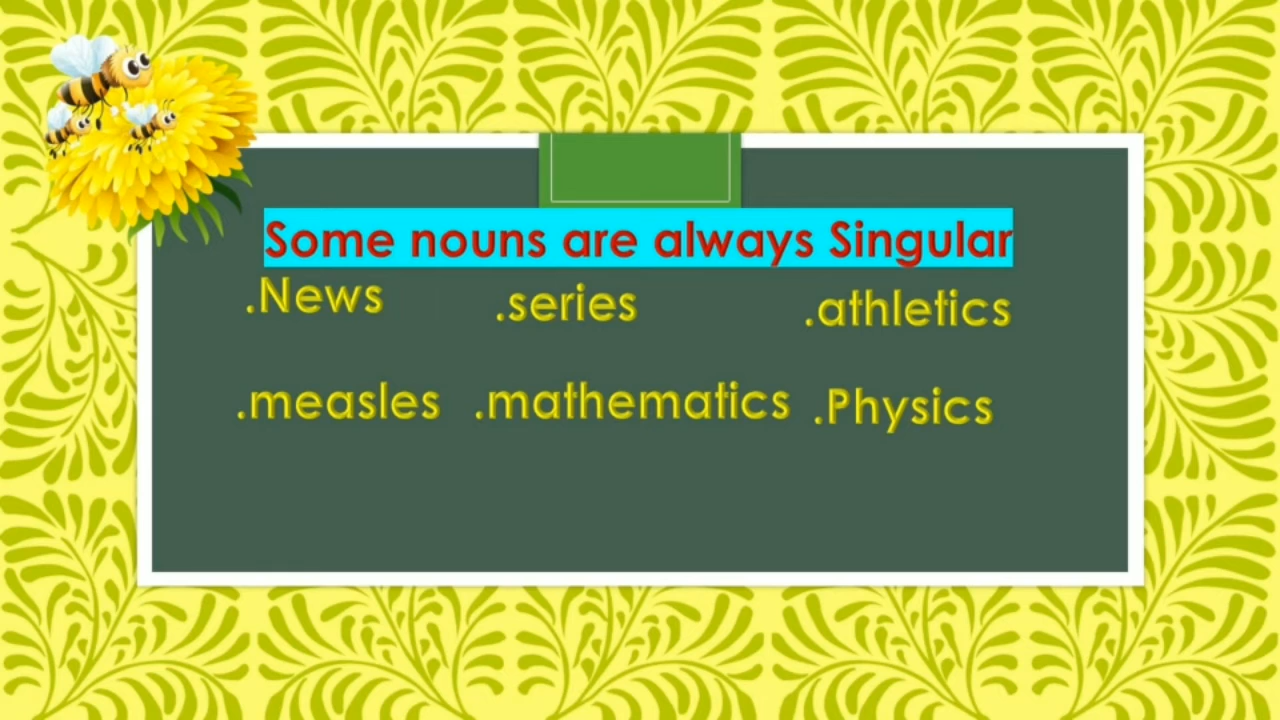 Some nouns are always Singular
.News .series .athletics
.measles .mathematics .Physics